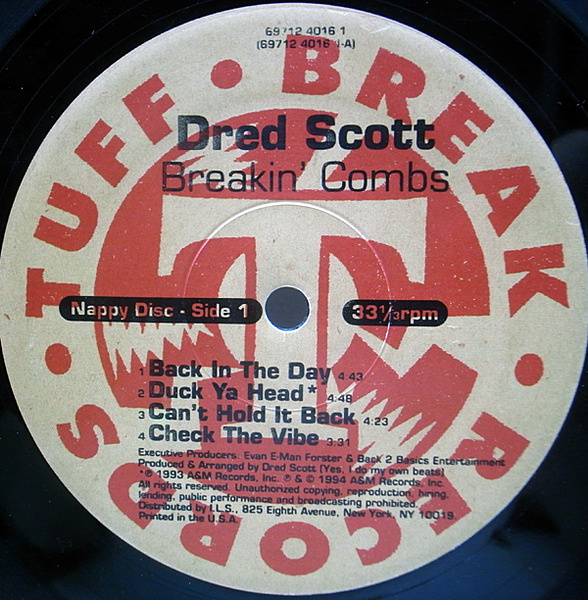 69712 4016 1
(69712 4016 1-A)
TUFF • BREAK • RECORDS •
Dred Scott
Breakin' Combs
T
Nappy Disc - Side 1
33⅓rpm
1 Back In The Day 4:43
2 Duck Ya Head* 4:48
3 Can't Hold It Back 4:23
4 Check The Vibe 3:31
Executive Producers: Evan E-Man Forster & Back 2 Basics Entertainment
Produced & Arranged by Dred Scott (Yes, I do my own beats)
*℗ 1993 A&M Records, Inc. ℗ & © 1994 A&M Records, Inc.
All rights reserved. Unauthorized copying, reproduction, hiring,
lending, public performance and broadcasting prohibited.
Distributed by I.L.S., 825 Eighth Avenue, New York, NY 10019.
Printed in the U.S.A.